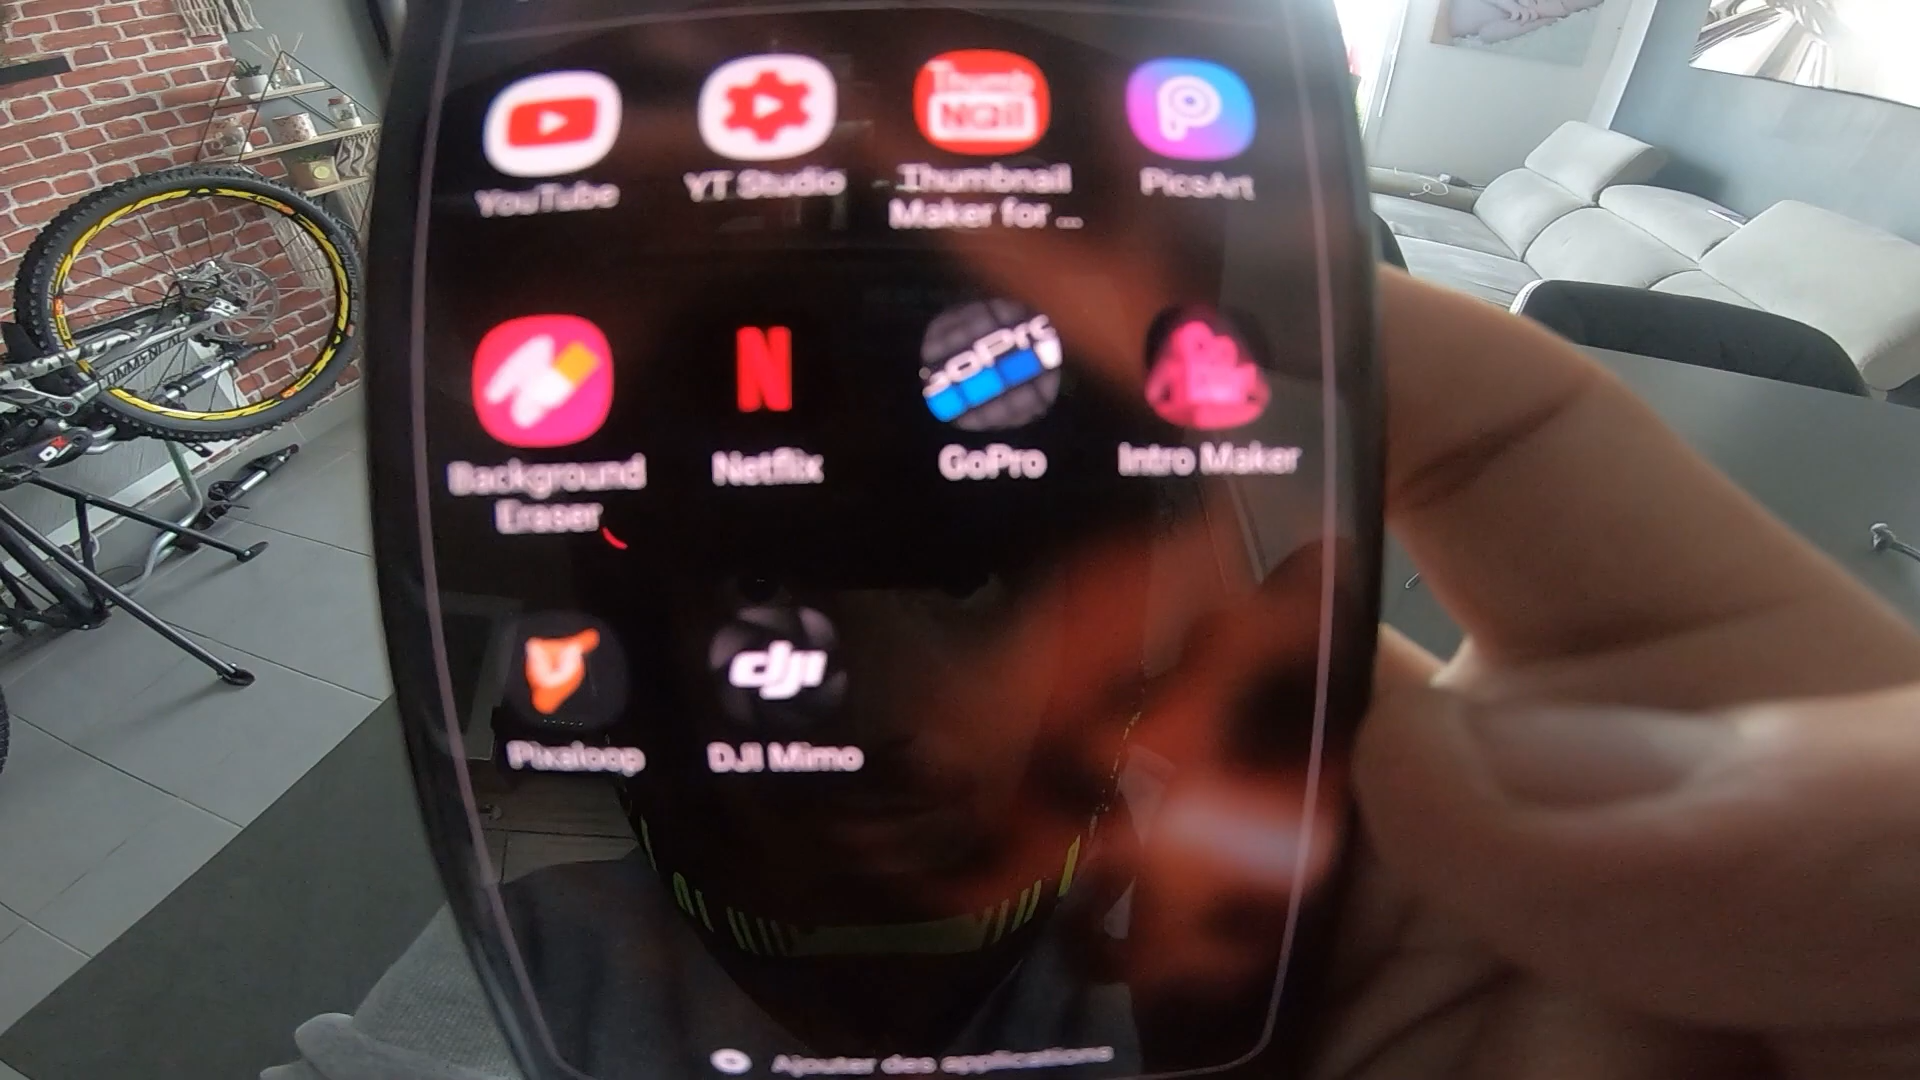 Thumb
NAil
YouTube
YT Studio
Thumbnail
Maker for ...
PicsArt
GoPro
N
Background
Eraser
Netflix
GoPro
Intro Maker
dji
Pixaloop
DJI Mimo
Ajouter des applications
COMMENCAL